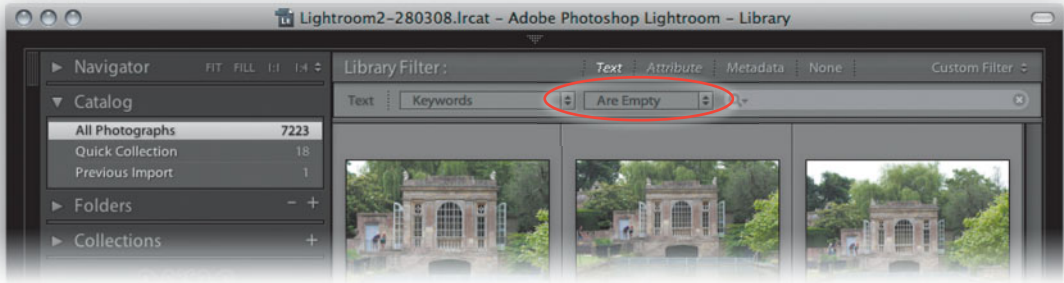 Lightroom2-280308.lrcat – Adobe Photoshop Lightroom – Library
Navigator FIT FILL 1:1 1:4
Library Filter: Text Attribute Metadata None Custom Filter
Catalog
Text Keywords Are Empty
All Photographs 7223
Quick Collection 18
Previous Import 1
Folders - +
Collections +